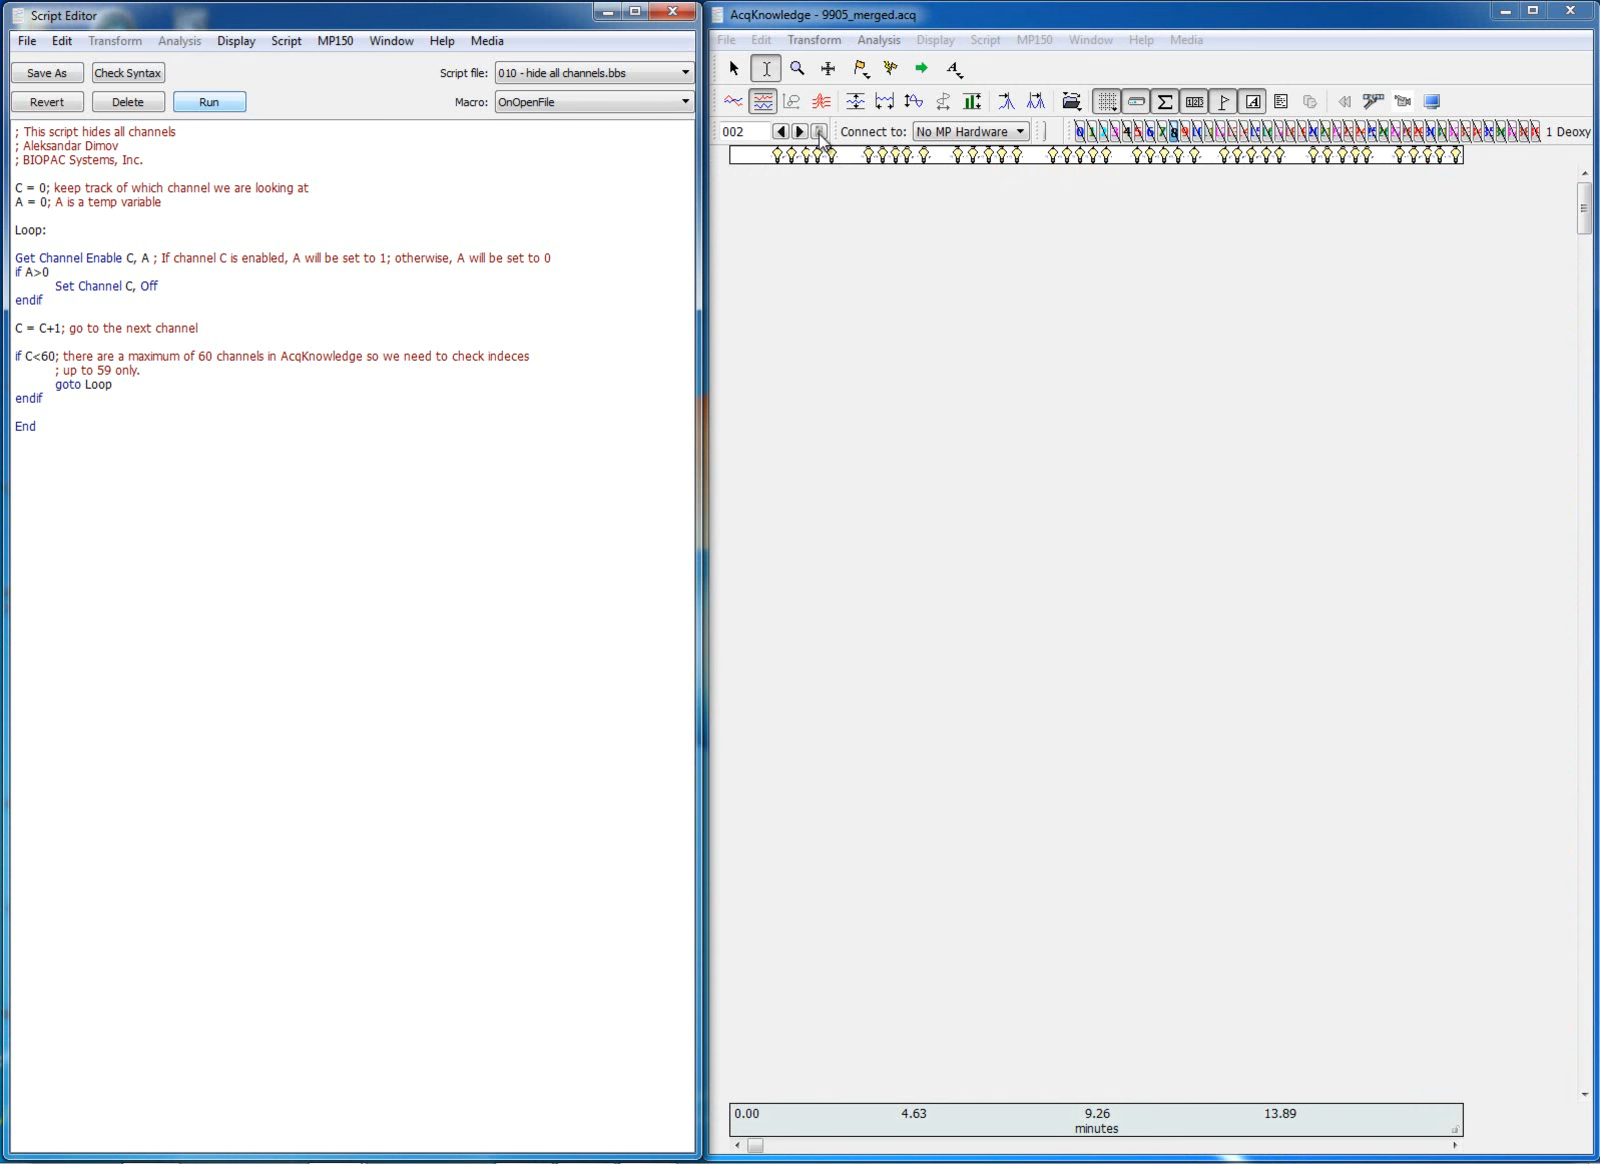 Script Editor
File Edit Transform Analysis Display Script MP150 Window Help Media
Save As Check Syntax Script file: 010 - hide all channels.bbs
Revert Delete Run Macro: OnOpenFile
; This script hides all channels
; Aleksandar Dimov
; BIOPAC Systems, Inc.
C = 0; keep track of which channel we are looking at
A = 0; A is a temp variable
Loop:
Get Channel Enable C, A ; If channel C is enabled, A will be set to 1; otherwise, A will be set to 0
if A>0
Set Channel C, Off
endif
C = C+1; go to the next channel
if C<60; there are a maximum of 60 channels in AcqKnowledge so we need to check indeces
; up to 59 only.
goto Loop
endif
End
AcqKnowledge - 9905_merged.acq
File Edit Transform Analysis Display Script MP150 Window Help Media
002 Connect to: No MP Hardware 1 Deoxy
0.00 4.63 9.26 13.89
minutes